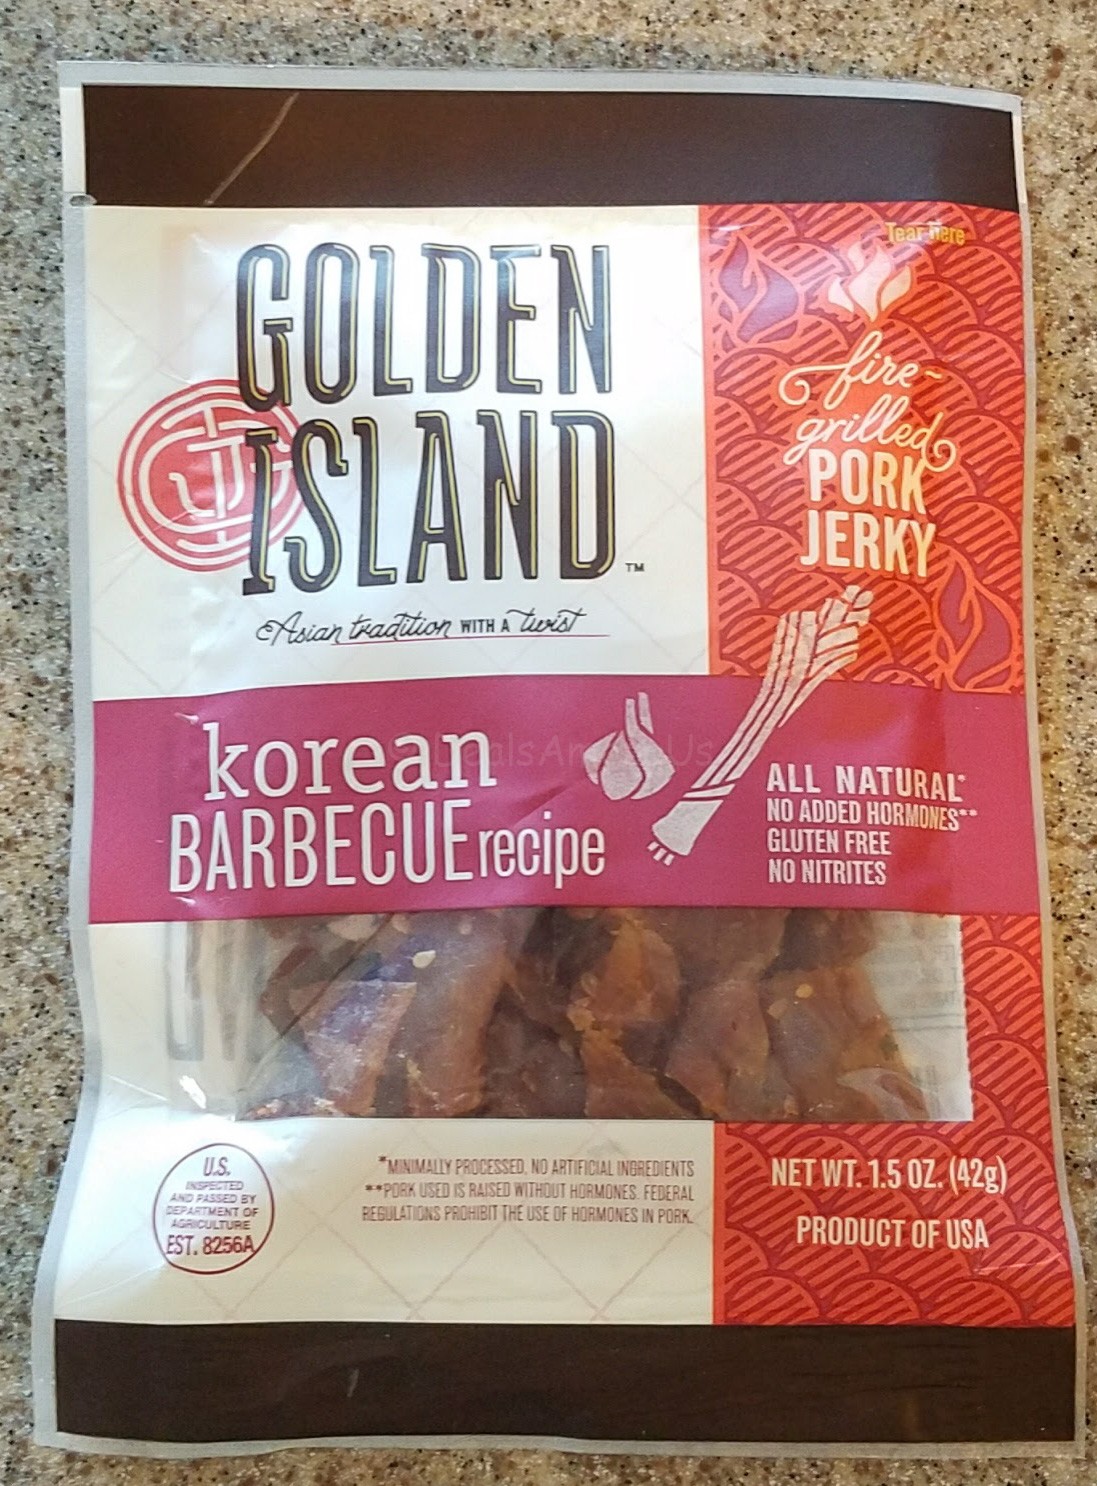 Tear Here
GOLDEN
ISLAND™
Asian tradition WITH A twist
fire-
grilled
PORK
JERKY
korean
BARBECUE recipe
DealsAmongUs
ALL NATURAL*
NO ADDED HORMONES**
GLUTEN FREE
NO NITRITES
U.S.
INSPECTED
AND PASSED BY
DEPARTMENT OF
AGRICULTURE
EST. 8256A
*MINIMALLY PROCESSED, NO ARTIFICIAL INGREDIENTS
**PORK USED IS RAISED WITHOUT HORMONES. FEDERAL
REGULATIONS PROHIBIT THE USE OF HORMONES IN PORK.
NET WT. 1.5 OZ. (42g)
PRODUCT OF USA